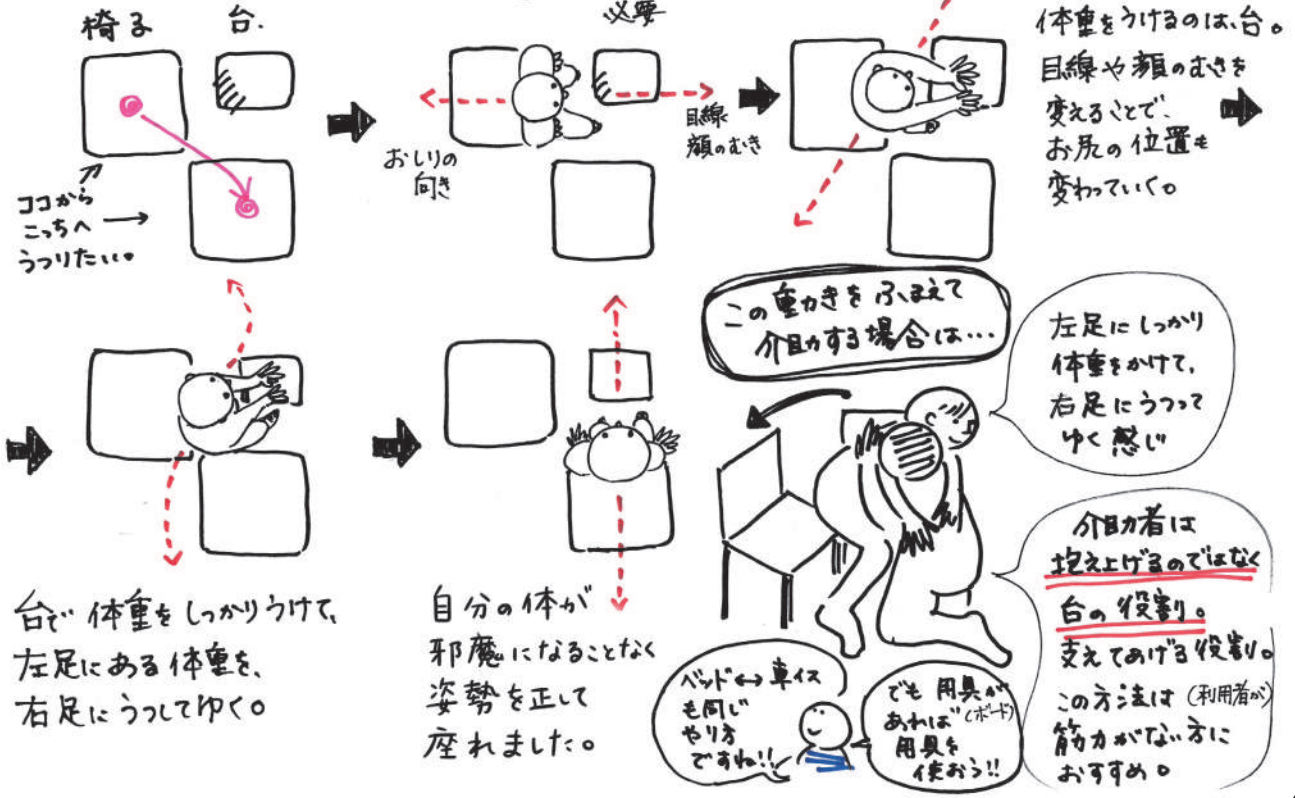 椅子
台.
ココから
こっちへ
うつりたい。
必要
おしりの
向き
目線
顔のむき
体重をうけるのは、台。
目線や顔のむきを
変えることで、
お尻の位置も
変わっていく。
台で体重をしっかりうけて、
左足にある体重を、
右足にうつしてゆく。
自分の体が
邪魔になることなく
姿勢を正して
座れました。
この動きをふまえて
介助する場合は…
左足にしっかり
体重をかけて、
右足にうつって
ゆく感じ
介助者は
抱え上げるのではなく
台の役割。
支えてあげる役割。
この方法は(利用者が)
筋力がない方に
おすすめ。
ベッド↔車イス
も同じ
やり方
ですね!!
でも用具が
あれば(ボード)
用具を
使おう!!